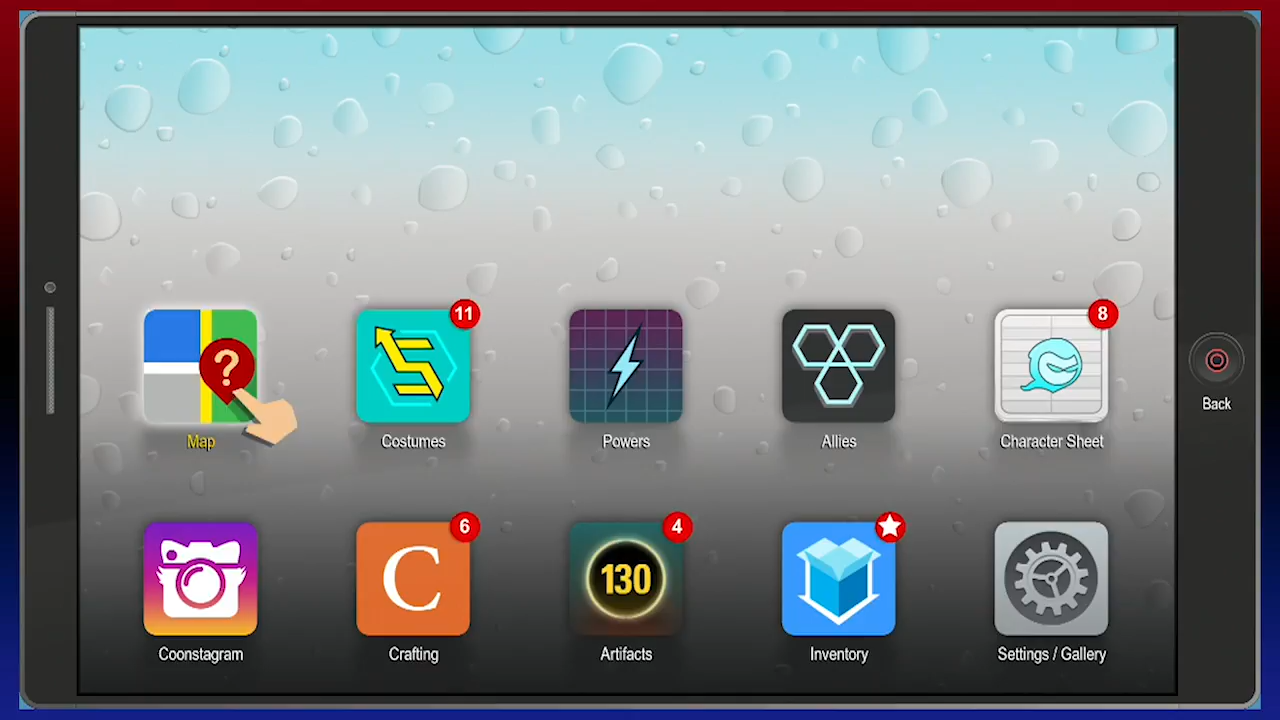 11
8
?
Back
Map
Costumes
Powers
Allies
Character Sheet
6
4
C
130
Coonstagram
Crafting
Artifacts
Inventory
Settings / Gallery